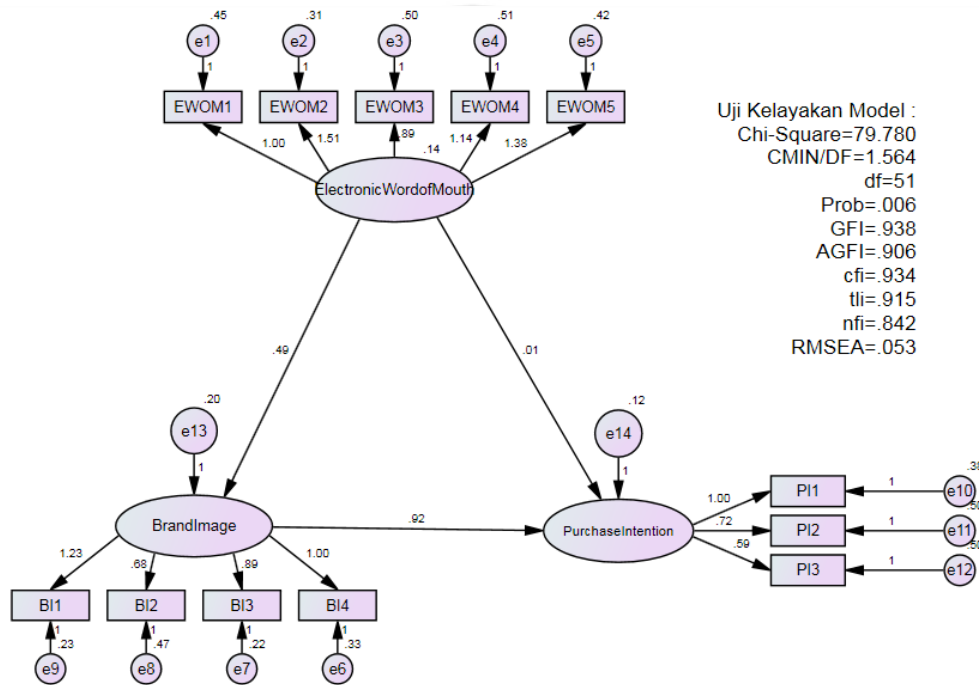 .45 .31 .50 .51 .42
e1 e2 e3 e4 e5
1 1 1 1 1
EWOM1 EWOM2 EWOM3 EWOM4 EWOM5
1.00 1.51 .89 1.14 1.38
.14
ElectronicWordofMouth
Uji Kelayakan Model :
Chi-Square=79.780
CMIN/DF=1.564
df=51
Prob=.006
GFI=.938
AGFI=.906
cfi=.934
tli=.915
nfi=.842
RMSEA=.053
.49 .01
.20 .12
e13 e14
1 1
BrandImage .92 PurchaseIntention
1.00 PI1 1 e10 .38
.72 PI2 1 e11 .50
.59 PI3 1 e12 .50
1.23 .68 .89 1.00
BI1 BI2 BI3 BI4
1 1 1 1
.23 .47 .22 .33
e9 e8 e7 e6